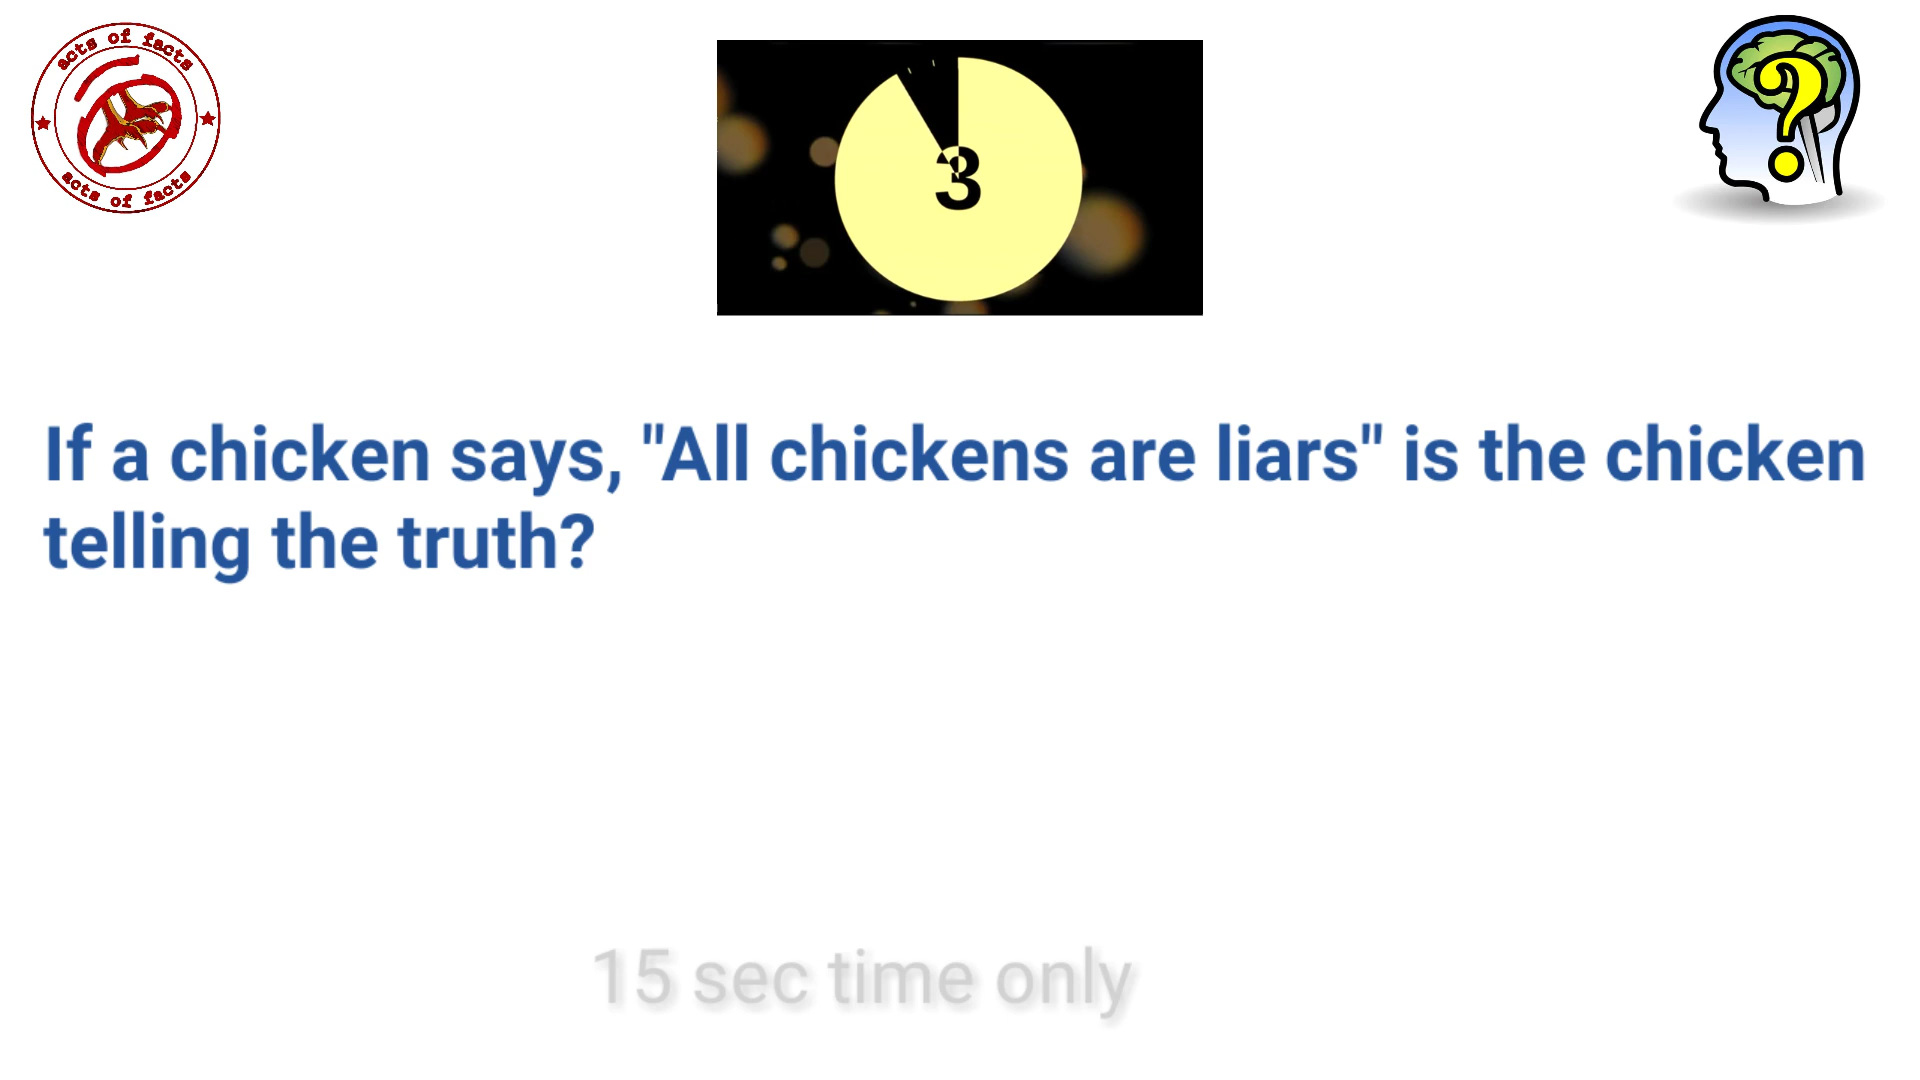 acts of facts
acts of facts
3
?
If a chicken says, "All chickens are liars" is the chicken
telling the truth?
15 sec time only